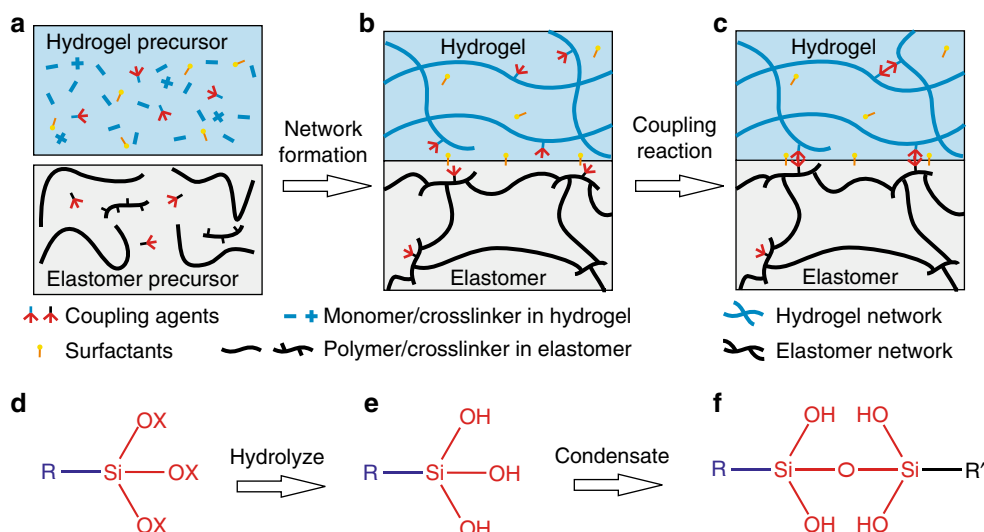 a
Hydrogel precursor
Elastomer precursor
Network
formation
b
Hydrogel
Elastomer
Coupling
reaction
c
Hydrogel
Elastomer
Coupling agents
Monomer/crosslinker in hydrogel
Hydrogel network
Surfactants
Polymer/crosslinker in elastomer
Elastomer network
d
OX
R Si OX
OX
Hydrolyze
e
OH
R Si OH
OH
Condensate
f
OH HO
R Si O Si R′
OH HO